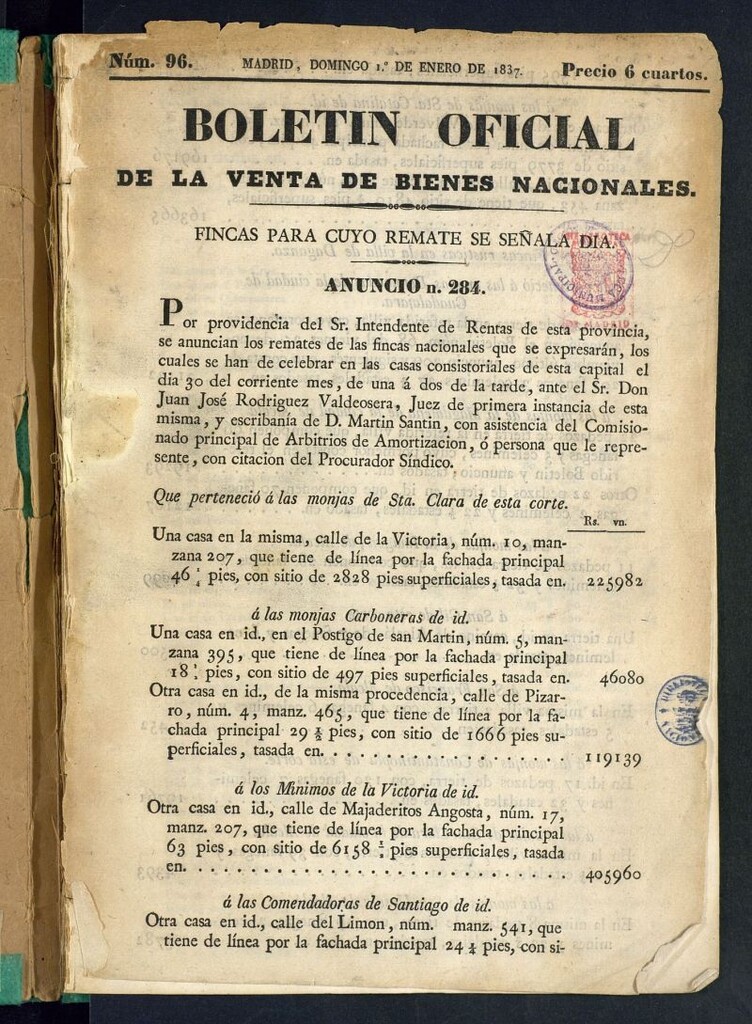 Núm. 96. MADRID, DOMINGO 1.º DE ENERO DE 1837. Precio 6 cuartos.
BOLETIN OFICIAL
DE LA VENTA DE BIENES NACIONALES.
FINCAS PARA CUYO REMATE SE SEÑALA DIA.
ANUNCIO n. 284.
Por providencia del Sr. Intendente de Rentas de esta provincia,
se anuncian los remates de las fincas nacionales que se expresarán, los
cuales se han de celebrar en las casas consistoriales de esta capital el
dia 30 del corriente mes, de una á dos de la tarde, ante el Sr. Don
Juan José Rodriguez Valdeosera, Juez de primera instancia de esta
misma, y escribanía de D. Martin Santin, con asistencia del Comisio-
nado principal de Arbitrios de Amortizacion, ó persona que le repre-
sente, con citacion del Procurador Síndico.
Que perteneció á las monjas de Sta. Clara de esta corte.
Rs. vn.
Una casa en la misma, calle de la Victoria, núm. 10, man-
zana 207, que tiene de línea por la fachada principal
46 pies, con sitio de 2828 pies superficiales, tasada en. 225982
á las monjas Carboneras de id.
Una casa en id., en el Postigo de san Martin, núm. 5, man-
zana 395, que tiene de línea por la fachada principal
18 pies, con sitio de 497 pies superficiales, tasada en. 46080
Otra casa en id., de la misma procedencia, calle de Pizar-
ro, núm. 4, manz. 465, que tiene de línea por la fa-
chada principal 29 pies, con sitio de 1666 pies su-
perficiales, tasada en. . . . . . . . . . . . . . . . . . 119139
á los Mínimos de la Victoria de id.
Otra casa en id., calle de Majaderitos Angosta, núm. 17,
manz. 207, que tiene de línea por la fachada principal
63 pies, con sitio de 6158 ½ pies superficiales, tasada
en. . . . . . . . . . . . . . . . . . . . . . . . . . . . 405960
á las Comendadoras de Santiago de id.
Otra casa en id., calle del Limon, núm. manz. 541, que
tiene de línea por la fachada principal 24 ¼ pies, con si-